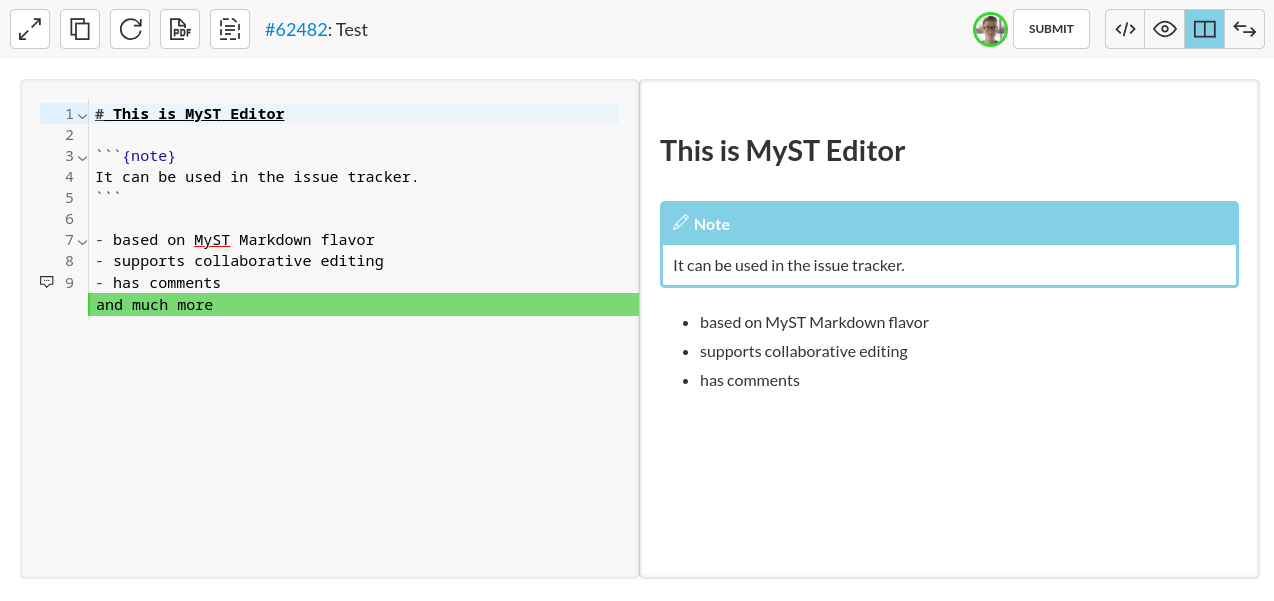 PDF
#62482: Test
SUBMIT
1 # This is MyST Editor
2
3 ```{note}
4 It can be used in the issue tracker.
5 ```
6
7 - based on MyST Markdown flavor
8 - supports collaborative editing
9 - has comments
and much more
This is MyST Editor
Note
It can be used in the issue tracker.
• based on MyST Markdown flavor
• supports collaborative editing
• has comments